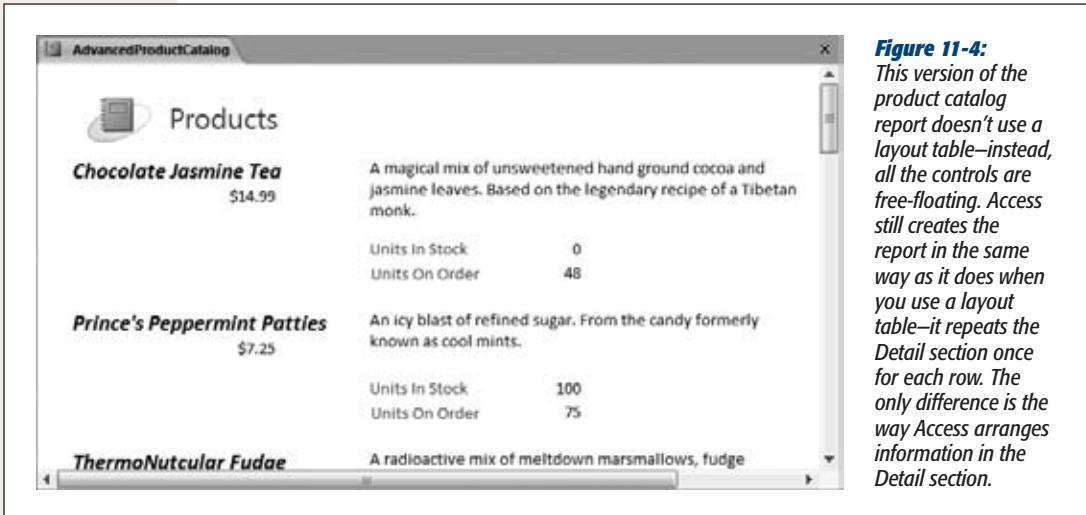 AdvancedProductCatalog
Products
Chocolate Jasmine Tea
$14.99
A magical mix of unsweetened hand ground cocoa and
jasmine leaves. Based on the legendary recipe of a Tibetan
monk.
Units In Stock 0
Units On Order 48
Prince's Peppermint Patties
$7.25
An icy blast of refined sugar. From the candy formerly
known as cool mints.
Units In Stock 100
Units On Order 75
ThermoNutcular Fudge
A radioactive mix of meltdown marsmallows, fudge
Figure 11-4:
This version of the
product catalog
report doesn't use a
layout table—instead,
all the controls are
free-floating. Access
still creates the
report in the same
way as it does when
you use a layout
table—it repeats the
Detail section once
for each row. The
only difference is the
way Access arranges
information in the
Detail section.